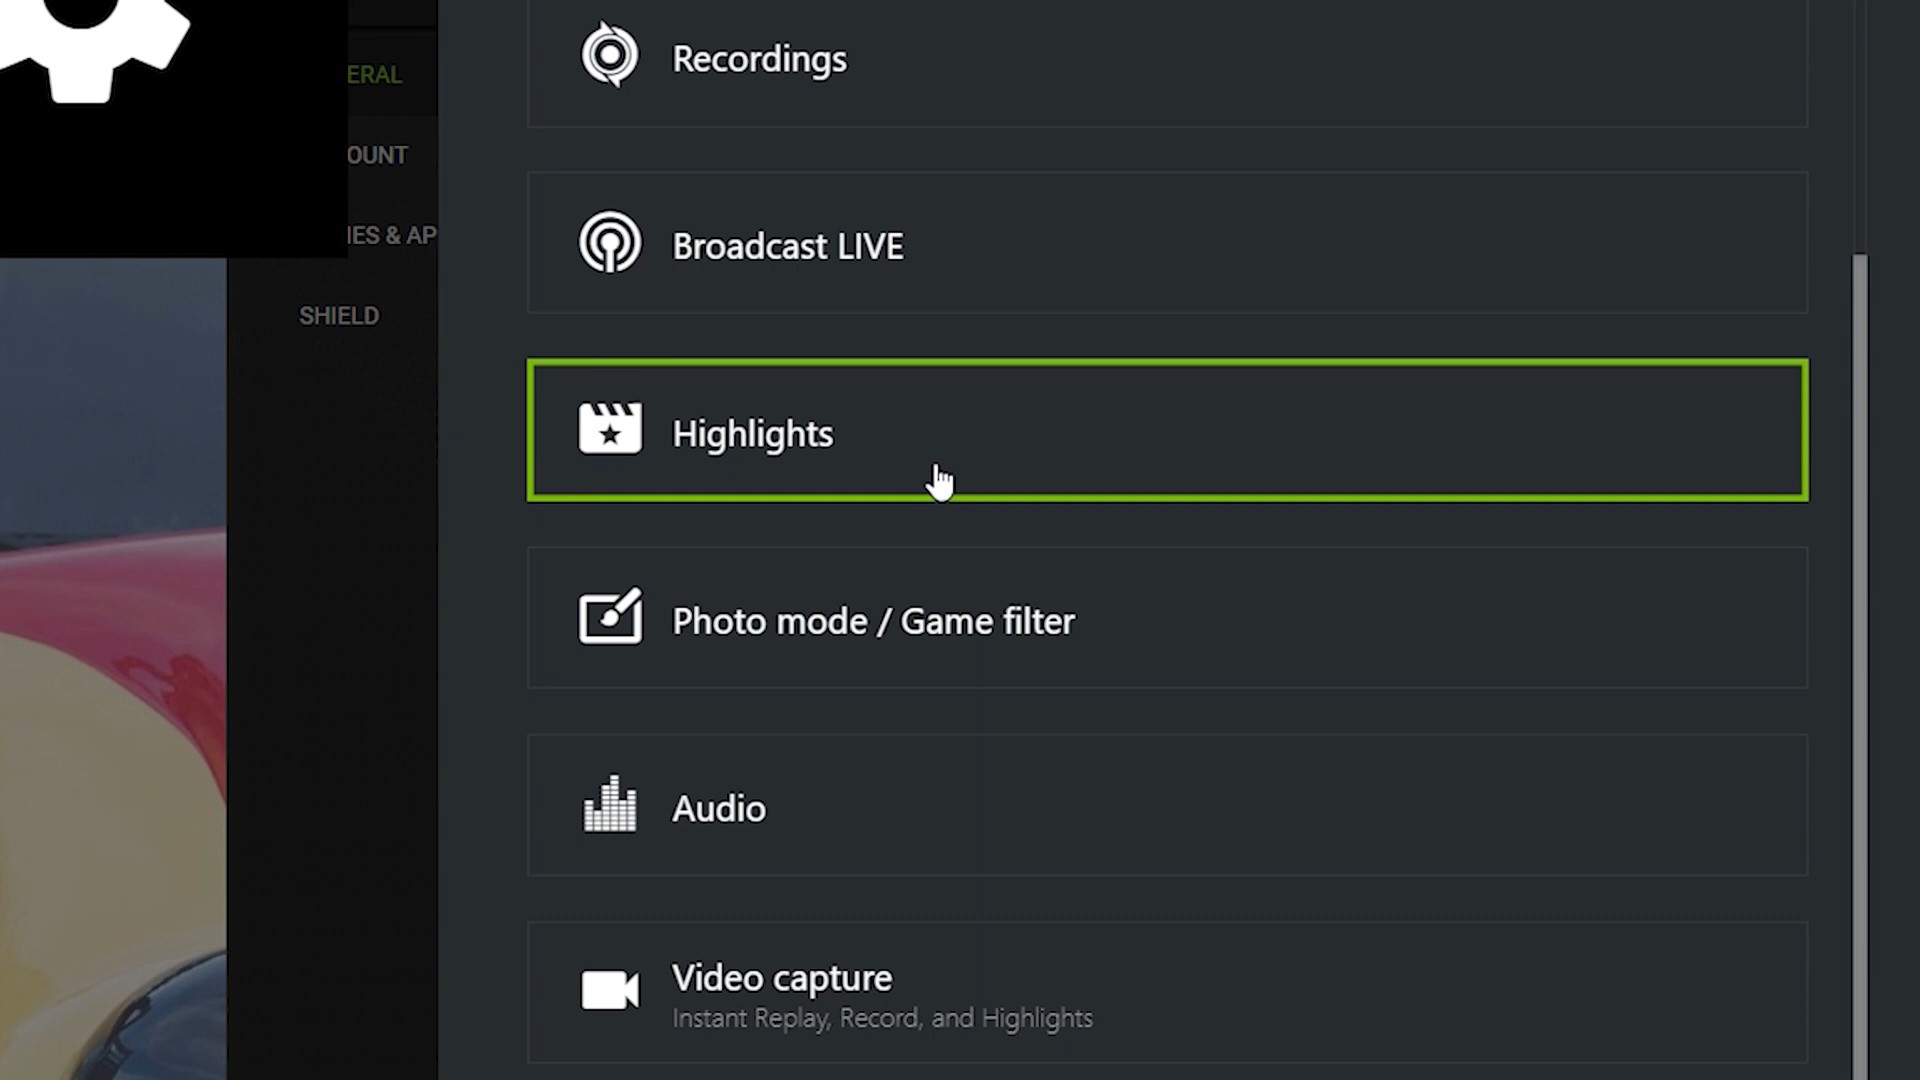 ERAL
OUNT
IES & AP
SHIELD
Recordings
Broadcast LIVE
Highlights
Photo mode / Game filter
Audio
Video capture
Instant Replay, Record, and Highlights